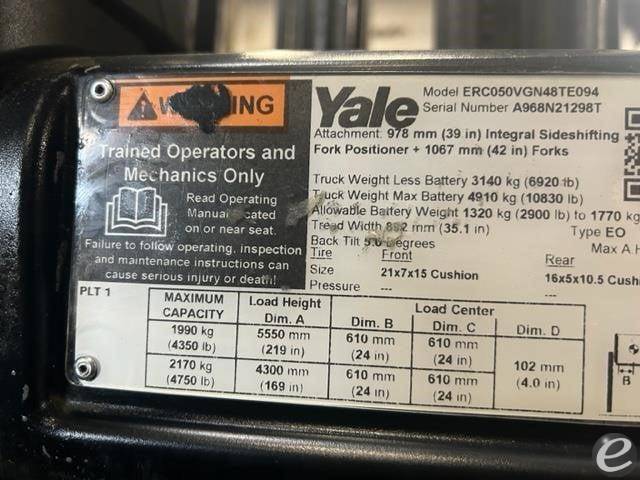 WARNING
Trained Operators and
Mechanics Only
Read Operating
Manual located
on or near seat.
Failure to follow operating, inspection
and maintenance instructions can
cause serious injury or death!
Yale
Model ERC050VGN48TE094
Serial Number A968N21298T
Attachment: 978 mm (39 in) Integral Sideshifting
Fork Positioner + 1067 mm (42 in) Forks
Truck Weight Less Battery 3140 kg (6920 lb)
Truck Weight Max Battery 4910 kg (10830 lb)
Allowable Battery Weight 1320 kg (2900 lb) to 1770 kg
Tread Width 892 mm (35.1 in) Type EO
Back Tilt 5.0 Degrees Max A.H
Tire Front Rear
Size 21x7x15 Cushion 16x5x10.5 Cushion
Pressure --- ---
PLT 1
MAXIMUM CAPACITY Load Height Dim. A Load Center
Dim. B Dim. C Dim. D
1990 kg (4350 lb) 5550 mm (219 in) 610 mm (24 in) 610 mm (24 in) 102 mm (4.0 in)
2170 kg (4750 lb) 4300 mm (169 in) 610 mm (24 in) 610 mm (24 in)
B
e